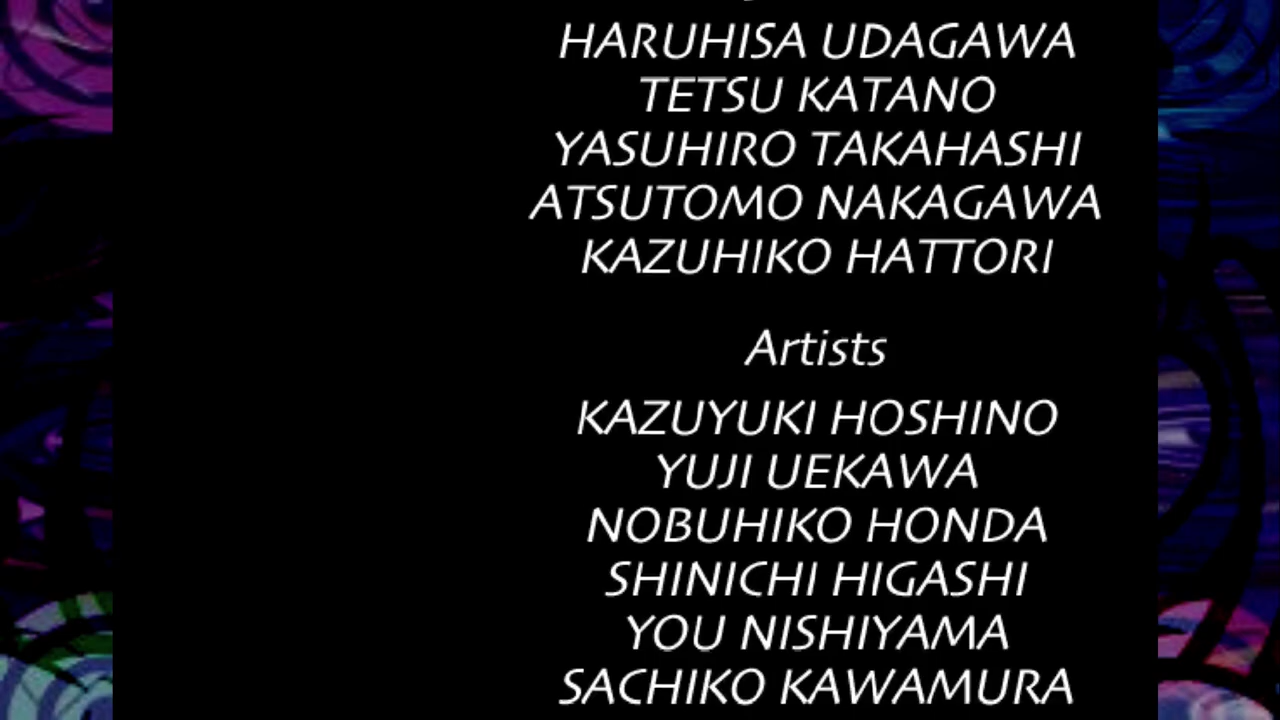 HARUHISA UDAGAWA
TETSU KATANO
YASUHIRO TAKAHASHI
ATSUTOMO NAKAGAWA
KAZUHIKO HATTORI
Artists
KAZUYUKI HOSHINO
YUJI UEKAWA
NOBUHIKO HONDA
SHINICHI HIGASHI
YOU NISHIYAMA
SACHIKO KAWAMURA